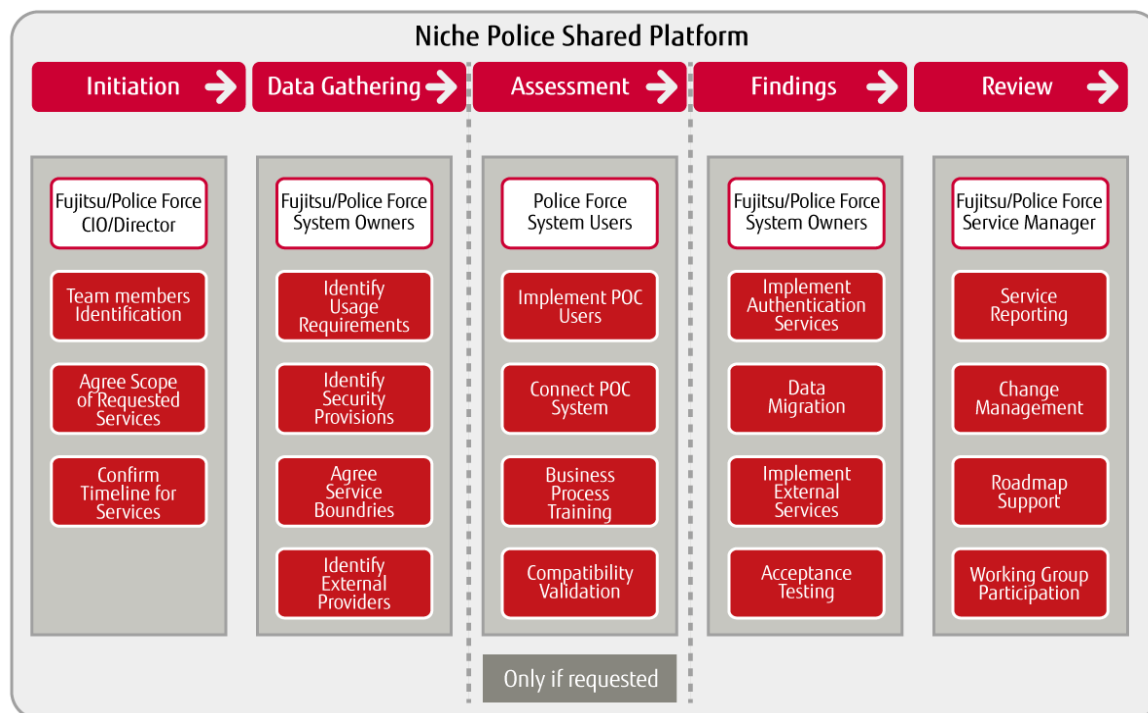 Niche Police Shared Platform
Initiation
Data Gathering
Assessment
Findings
Review
Fujitsu/Police Force
CIO/Director
Team members
Identification
Agree Scope
of Requested
Services
Confirm
Timeline for
Services
Fujitsu/Police Force
System Owners
Identify
Usage
Requirements
Identify
Security
Provisions
Agree
Service
Boundries
Identify
External
Providers
Police Force
System Users
Implement POC
Users
Connect POC
System
Business
Process
Training
Compatibility
Validation
Only if requested
Fujitsu/Police Force
System Owners
Implement
Authentication
Services
Data
Migration
Implement
External
Services
Acceptance
Testing
Fujitsu/Police Force
Service Manager
Service
Reporting
Change
Management
Roadmap
Support
Working Group
Participation